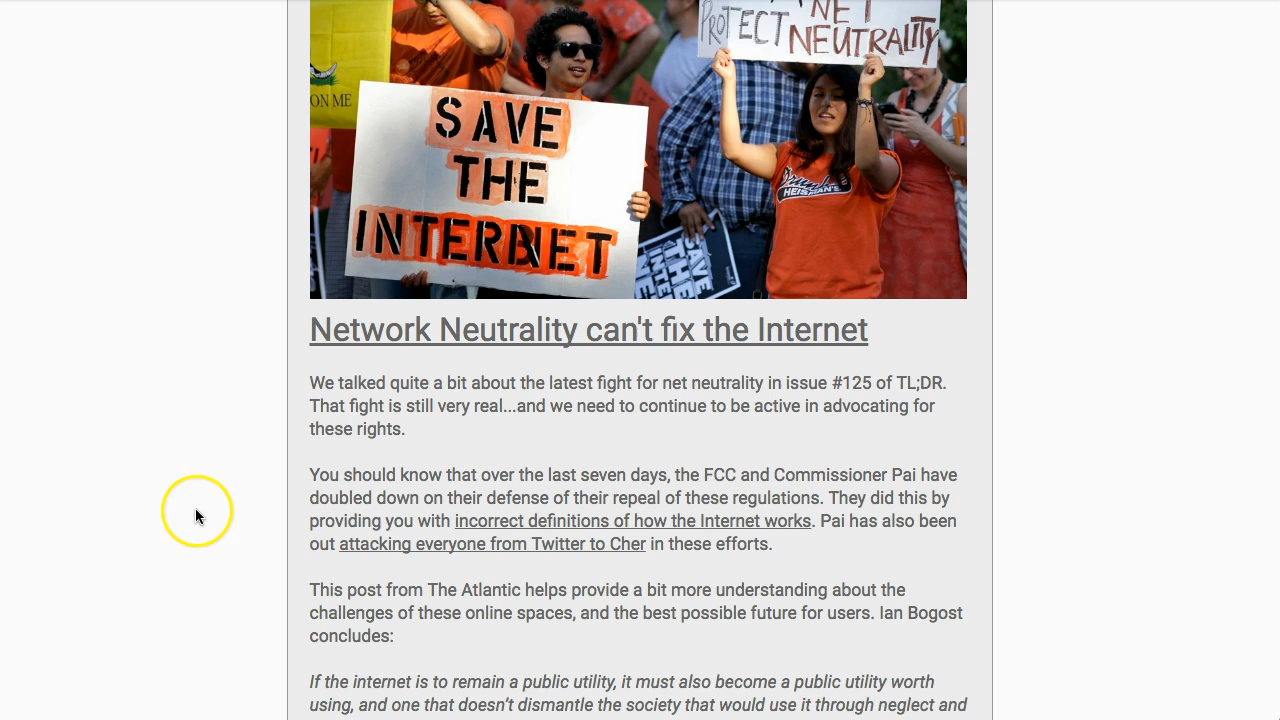 PROTECT NET
NEUTRALITY
ON ME
SAVE
THE
INTERNET
HEISMAN'S
SAVE
THE
INTE
NE
Network Neutrality can't fix the Internet
We talked quite a bit about the latest fight for net neutrality in issue #125 of TL;DR.
That fight is still very real...and we need to continue to be active in advocating for
these rights.
You should know that over the last seven days, the FCC and Commissioner Pai have
doubled down on their defense of their repeal of these regulations. They did this by
providing you with incorrect definitions of how the Internet works. Pai has also been
out attacking everyone from Twitter to Cher in these efforts.
This post from The Atlantic helps provide a bit more understanding about the
challenges of these online spaces, and the best possible future for users. Ian Bogost
concludes:
If the internet is to remain a public utility, it must also become a public utility worth
using, and one that doesn't dismantle the society that would use it through neglect and